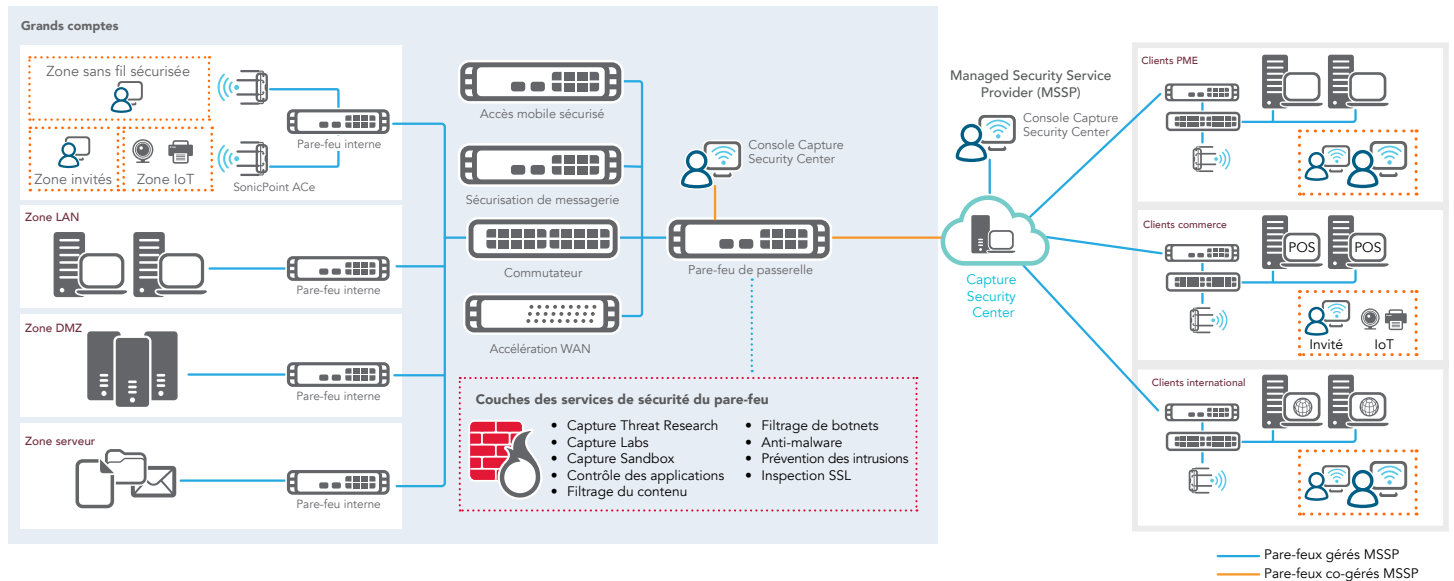 Grands comptes
Zone sans fil sécurisée
Zone invités
Zone IoT
SonicPoint ACe
Pare-feu interne
Zone LAN
Pare-feu interne
Zone DMZ
Pare-feu interne
Zone serveur
Pare-feu interne
Accès mobile sécurisé
Sécurisation de messagerie
Commutateur
Accélération WAN
Console Capture
Security Center
Pare-feu de passerelle
Couches des services de sécurité du pare-feu
• Capture Threat Research
• Capture Labs
• Capture Sandbox
• Contrôle des applications
• Filtrage du contenu
• Filtrage de botnets
• Anti-malware
• Prévention des intrusions
• Inspection SSL
Managed Security Service
Provider (MSSP)
Console Capture
Security Center
Capture
Security
Center
Clients PME
Clients commerce
POS
POS
Invité
IoT
Clients international
Pare-feux gérés MSSP
Pare-feux co-gérés MSSP